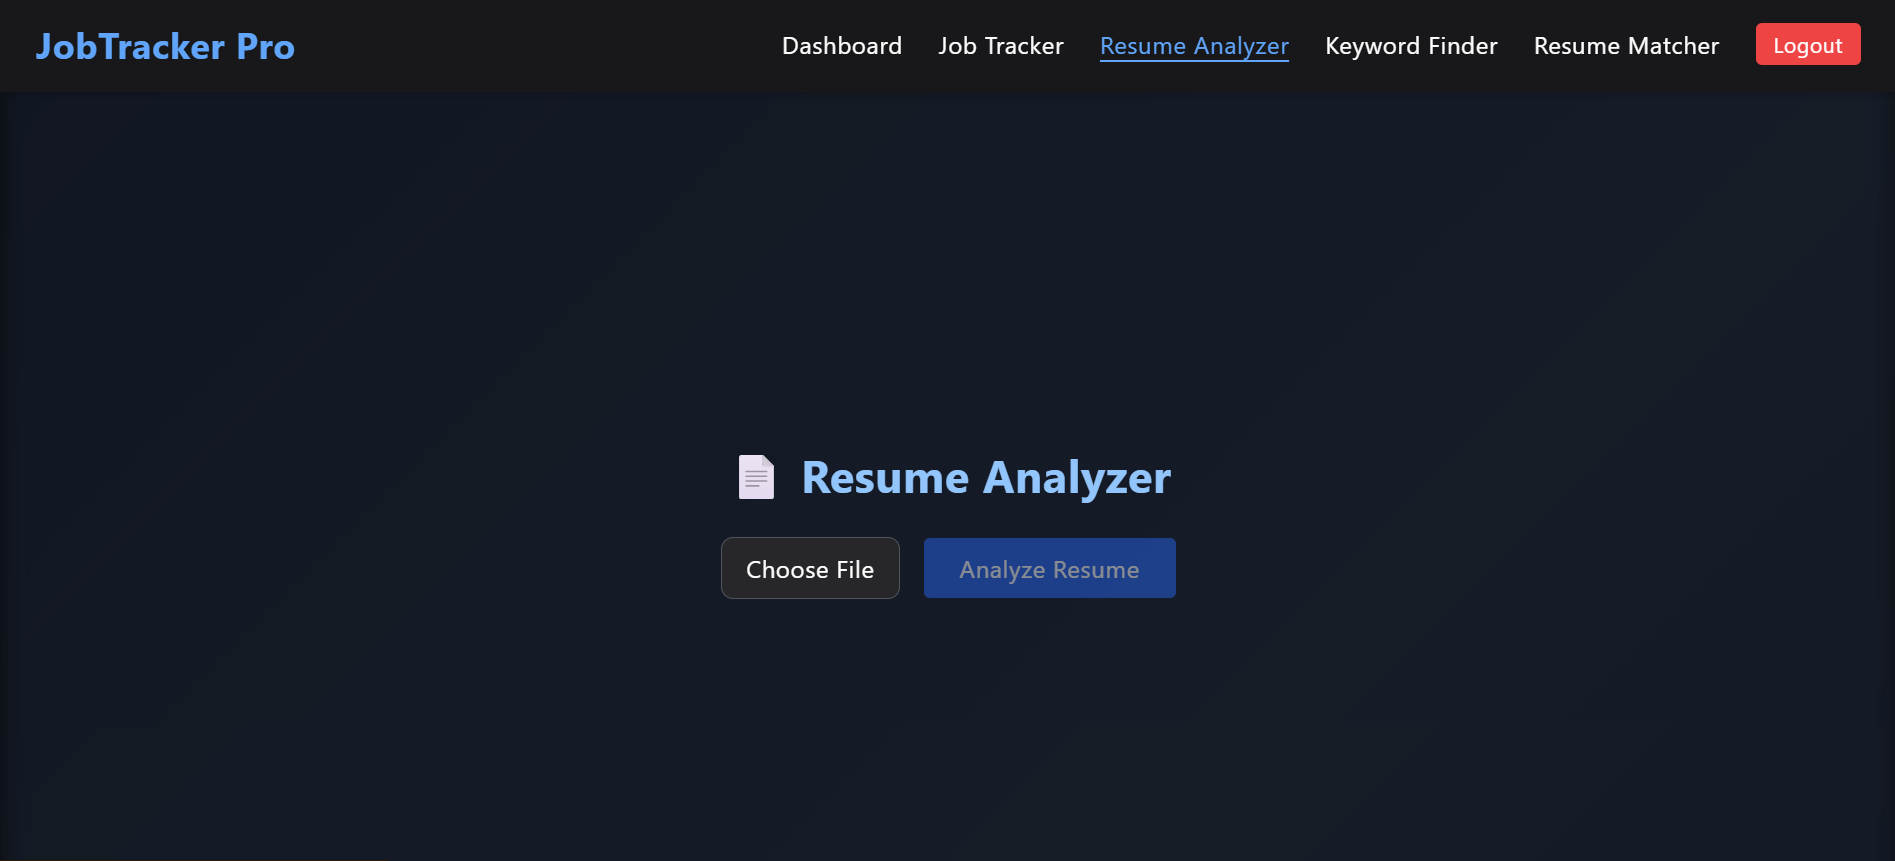 JobTracker Pro
Dashboard Job Tracker Resume Analyzer Keyword Finder Resume Matcher Logout
Resume Analyzer
Choose File Analyze Resume